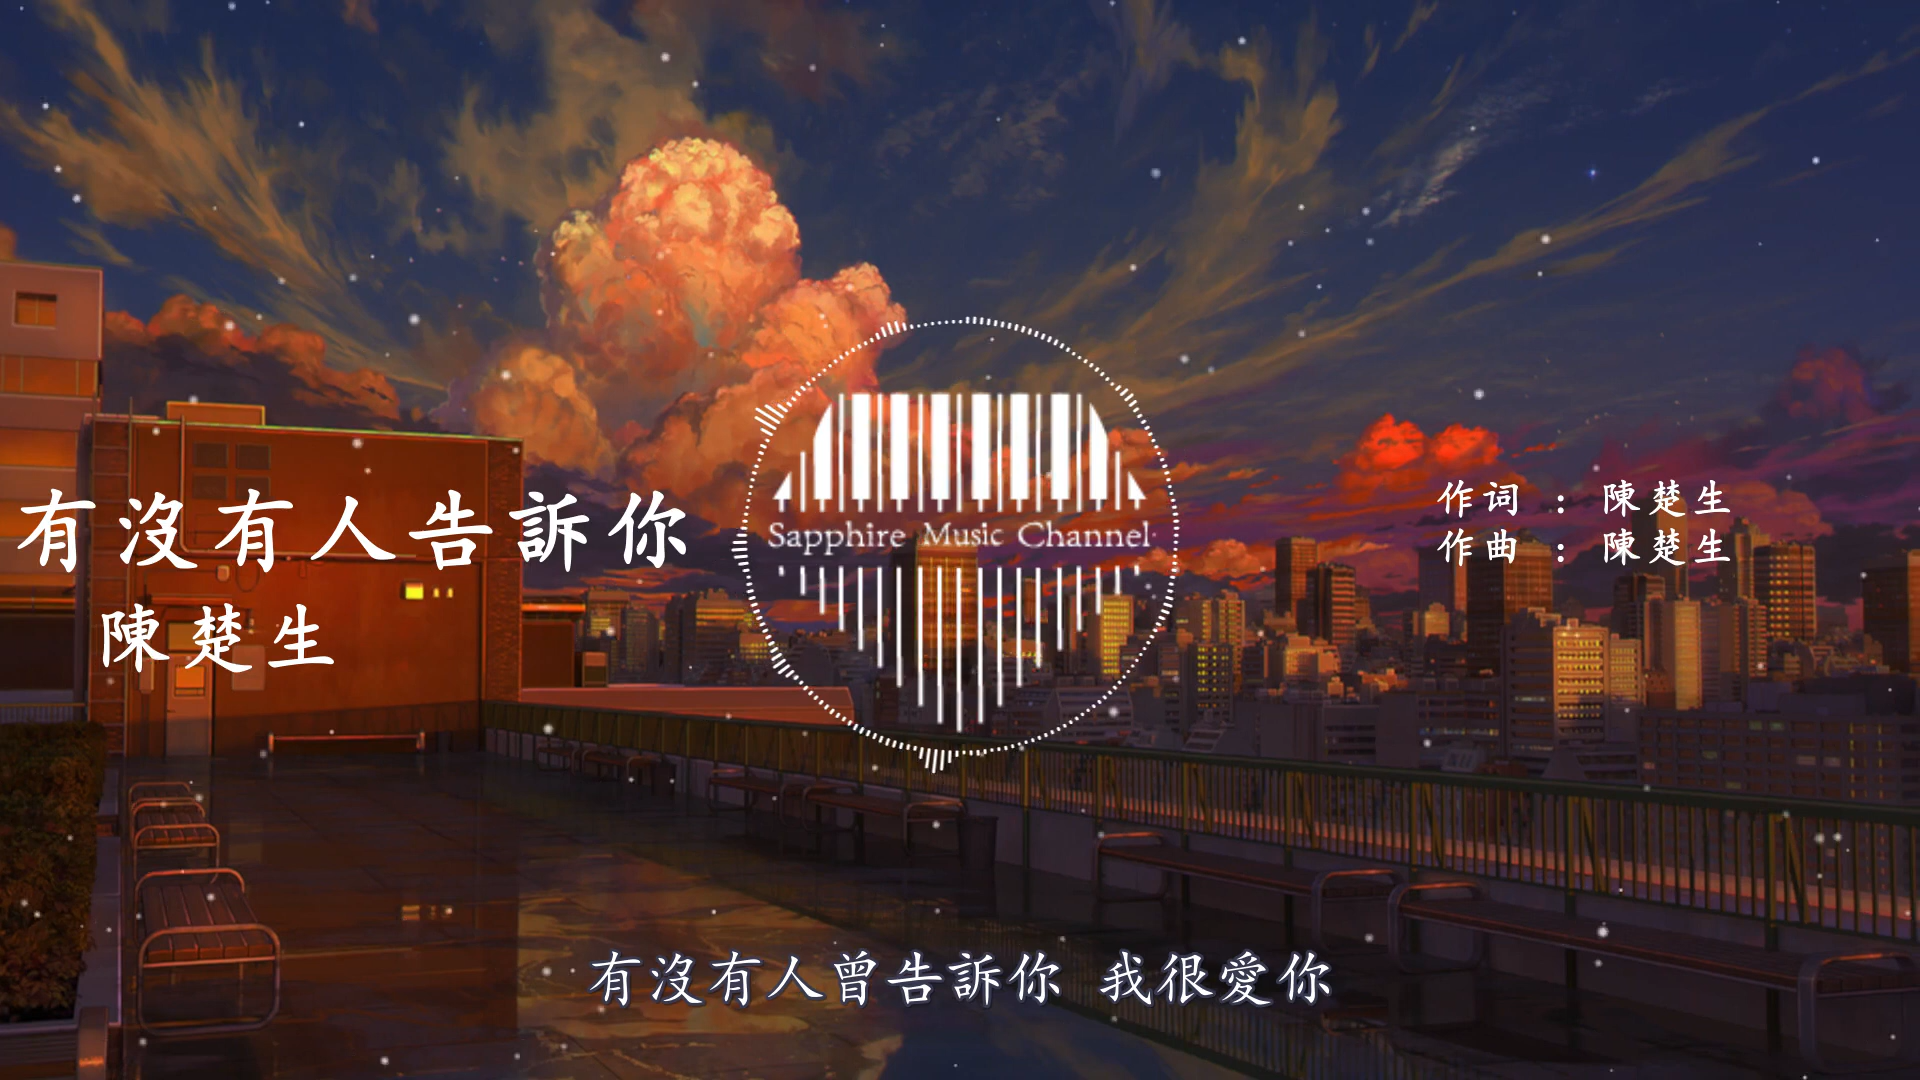 有沒有人告訴你
陳楚生
Sapphire Music Channel
作词 : 陳楚生
作曲 : 陳楚生
有沒有人曾告訴你 我很愛你